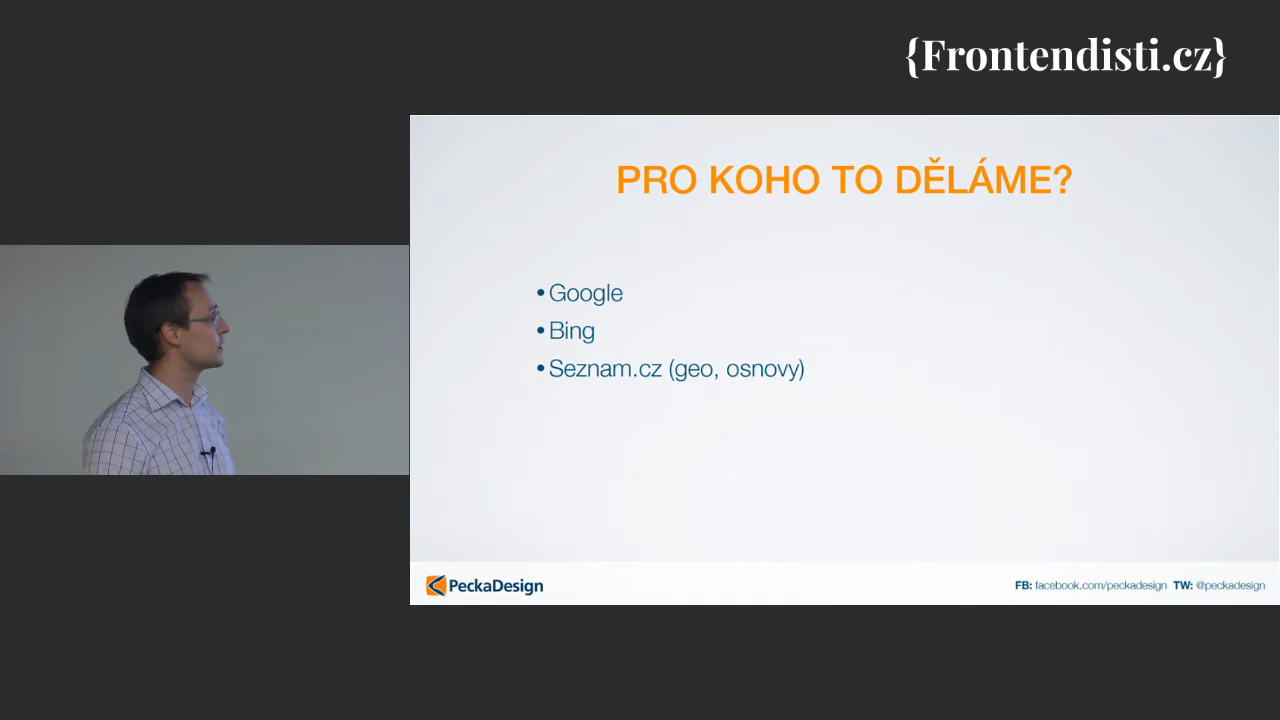 {Frontendisti.cz}
PRO KOHO TO DĚLÁME?
•Google
•Bing
•Seznam.cz (geo, osnovy)
PeckaDesign
FB: facebook.com/peckadesign TW: @peckadesign